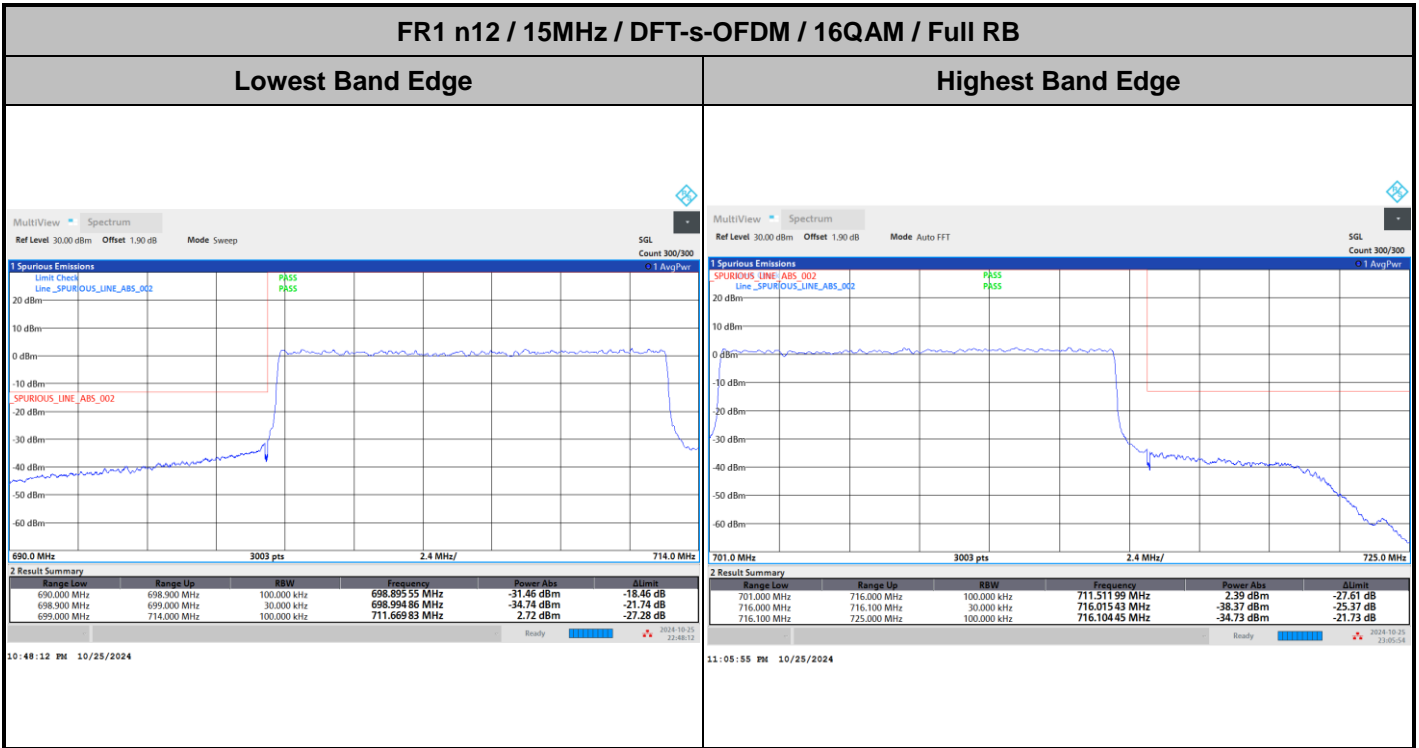 FR1 n12 / 15MHz / DFT-s-OFDM / 16QAM / Full RB
Lowest Band Edge
Highest Band Edge
MultiView Spectrum
Ref Level 30.00 dBm Offset 1.90 dB Mode Sweep SGL
Count 300/300
1 Spurious Emissions 1 AvgPwr
Limit Check PASS
Line _SPURIOUS_LINE_ABS_002 PASS
20 dBm
10 dBm
0 dBm
-10 dBm
_SPURIOUS_LINE_ABS_002
-20 dBm
-30 dBm
-40 dBm
-50 dBm
-60 dBm
690.0 MHz 3003 pts 2.4 MHz/ 714.0 MHz
2 Result Summary
Range Low Range Up RBW Frequency Power Abs ΔLimit
690.000 MHz 698.900 MHz 100.000 kHz 698.895 55 MHz -31.46 dBm -18.46 dB
698.900 MHz 699.000 MHz 30.000 kHz 698.994 86 MHz -34.74 dBm -21.74 dB
699.000 MHz 714.000 MHz 100.000 kHz 711.669 83 MHz 2.72 dBm -27.28 dB
Ready 2024-10-25
22:48:12
10:48:12 PM 10/25/2024
MultiView Spectrum
Ref Level 30.00 dBm Offset 1.90 dB Mode Auto FFT SGL
Count 300/300
1 Spurious Emissions 1 AvgPwr
_SPURIOUS_LINE_ABS_002 PASS
Line _SPURIOUS_LINE_ABS_002 PASS
20 dBm
10 dBm
0 dBm
-10 dBm
-20 dBm
-30 dBm
-40 dBm
-50 dBm
-60 dBm
701.0 MHz 3003 pts 2.4 MHz/ 725.0 MHz
2 Result Summary
Range Low Range Up RBW Frequency Power Abs ΔLimit
701.000 MHz 716.000 MHz 100.000 kHz 711.511 99 MHz 2.39 dBm -27.61 dB
716.000 MHz 716.100 MHz 30.000 kHz 716.015 43 MHz -38.37 dBm -25.37 dB
716.100 MHz 725.000 MHz 100.000 kHz 716.104 45 MHz -34.73 dBm -21.73 dB
Ready 2024-10-25
23:05:54
11:05:55 PM 10/25/2024